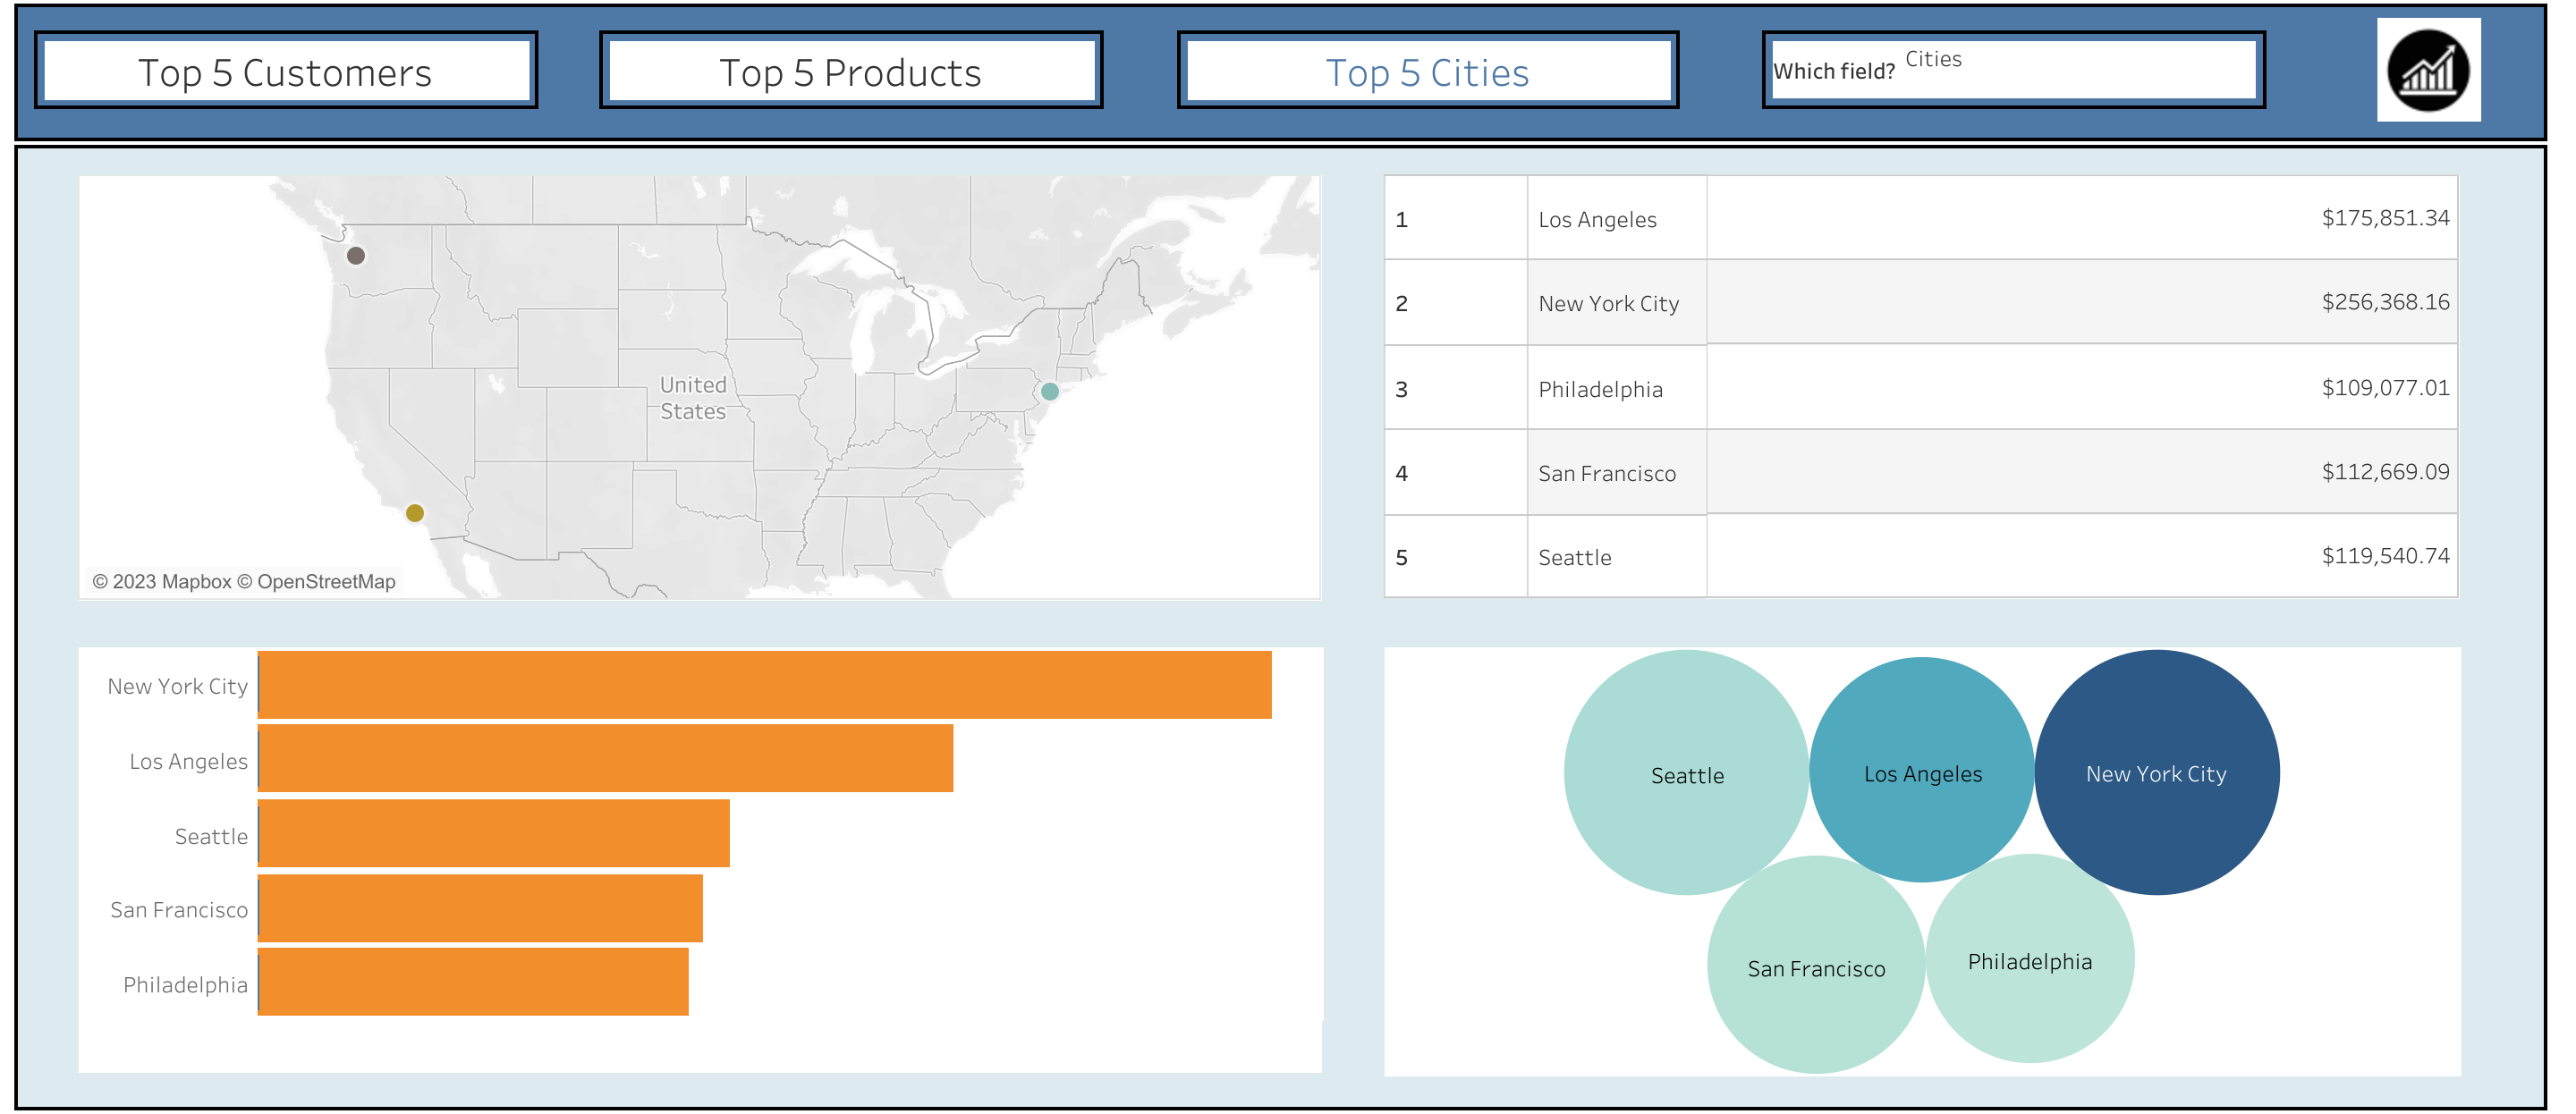 Top 5 Customers
Top 5 Products
Top 5 Cities
Which field? Cities
United
States
© 2023 Mapbox © OpenStreetMap
1 Los Angeles $175,851.34
2 New York City $256,368.16
3 Philadelphia $109,077.01
4 San Francisco $112,669.09
5 Seattle $119,540.74
New York City
Los Angeles
Seattle
San Francisco
Philadelphia
Seattle
Los Angeles
New York City
San Francisco
Philadelphia